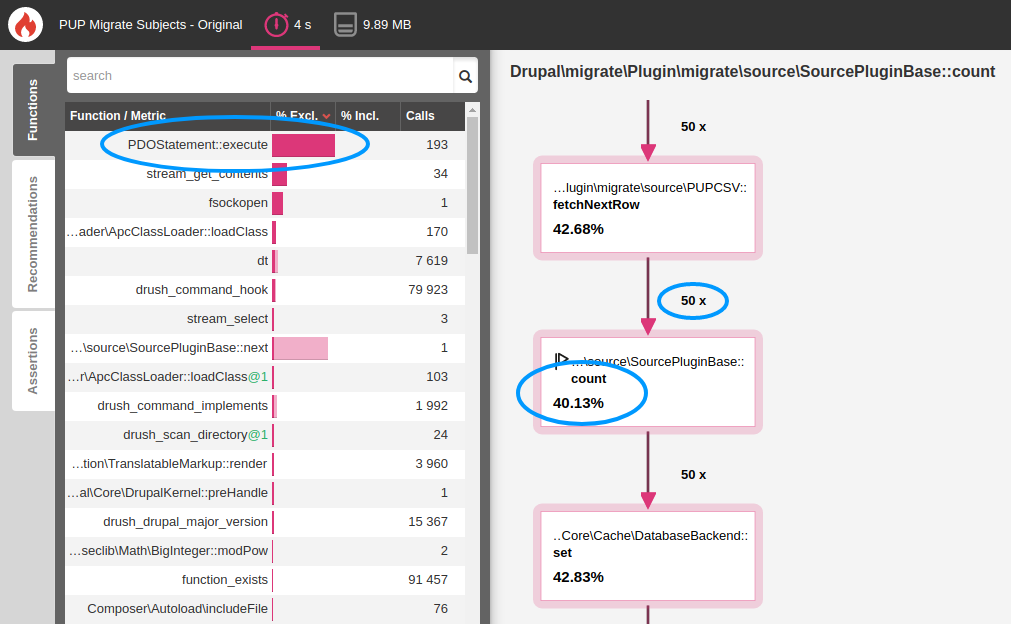 PUP Migrate Subjects - Original
4 s
9.89 MB
Functions
Recommendations
Assertions
search
Function / Metric % Excl. % Incl. Calls
PDOStatement::execute 193
stream_get_contents 34
fsockopen 1
...ader\ApcClassLoader::loadClass 170
dt 7 619
drush_command_hook 79 923
stream_select 3
...\source\SourcePluginBase::next 1
...r\ApcClassLoader::loadClass@1 103
drush_command_implements 1 992
drush_scan_directory@1 24
...tion\TranslatableMarkup::render 3 960
...al\Core\DrupalKernel::preHandle 1
drush_drupal_major_version 15 367
...seclib\Math\BigInteger::modPow 2
function_exists 91 457
Composer\Autoload\includeFile 76
Drupal\migrate\Plugin\migrate\source\SourcePluginBase::count
50 x
...lugin\migrate\source\PUPCSV::
fetchNextRow
42.68%
50 x
...\source\SourcePluginBase::
count
40.13%
50 x
..Core\Cache\DatabaseBackend::
set
42.83%